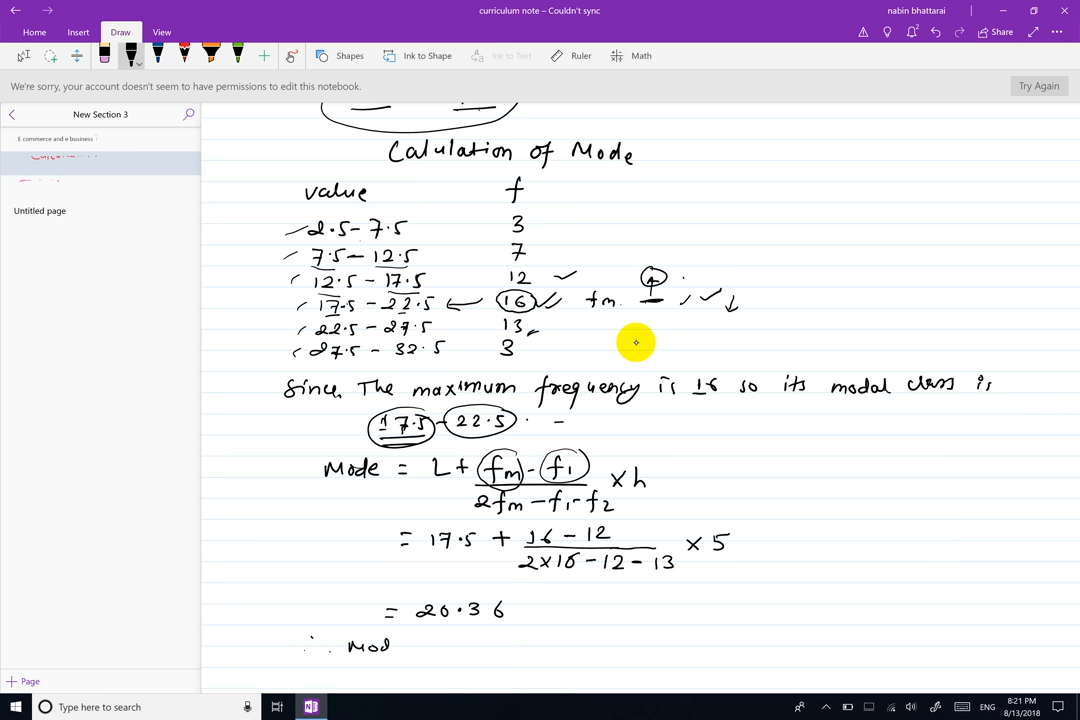 curriculum note – Couldn't sync
nabin bhattarai
Home Insert Draw View
Share
Shapes Ink to Shape Ink to Text Ruler Math
We're sorry, your account doesn't seem to have permissions to edit this notebook.
Try Again
New Section 3
E commerce and e business
Untitled page
Calulation of Mode
value f
2.5 - 7.5 3
7.5 - 12.5 7
12.5 - 17.5 12
17.5 - 22.5 16 fm.
22.5 - 27.5 13
27.5 - 32.5 3
Since, The maximum frequency is 16 so its modal class is
17.5 - 22.5
Mode = L + fm - f1 / 2fm - f1 - f2 × h
= 17.5 + 16 - 12 / 2×16 - 12 - 13 × 5
= 20.36
∴ Mod
+ Page
Type here to search
ENG
8:21 PM
8/13/2018